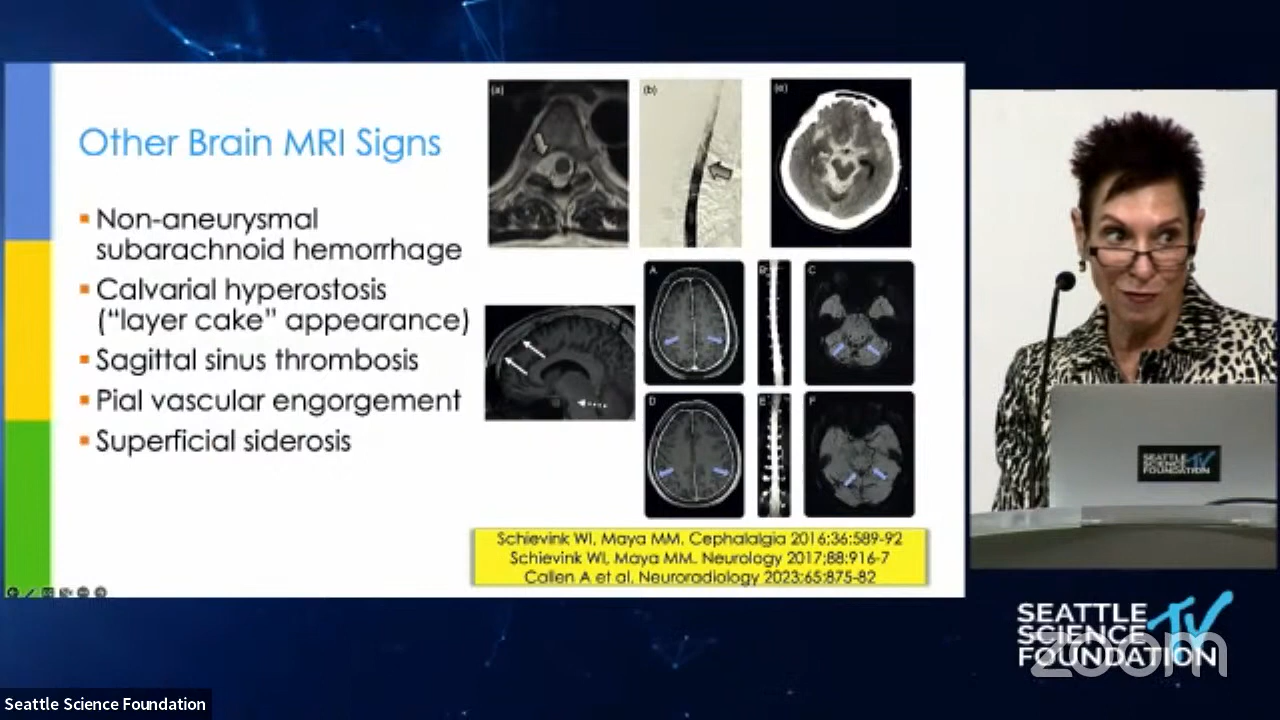 Other Brain MRI Signs
▪ Non-aneurysmal
subarachnoid hemorrhage
▪ Calvarial hyperostosis
(“layer cake” appearance)
▪ Sagittal sinus thrombosis
▪ Pial vascular engorgement
▪ Superficial siderosis
(a)
(b)
A
B
C
D
E
F
Schievink WI, Maya MM. Cephalalgia 2016;36:589-92
Schievink WI, Maya MM. Neurology 2017;88:916-7
Callen A et al, Neuroradiology 2023;65:875-82
SEATTLE
SCIENCE
FOUNDATION
TV
SEATTLE
SCIENCE
FOUNDATION
TV
zoom
Seattle Science Foundation